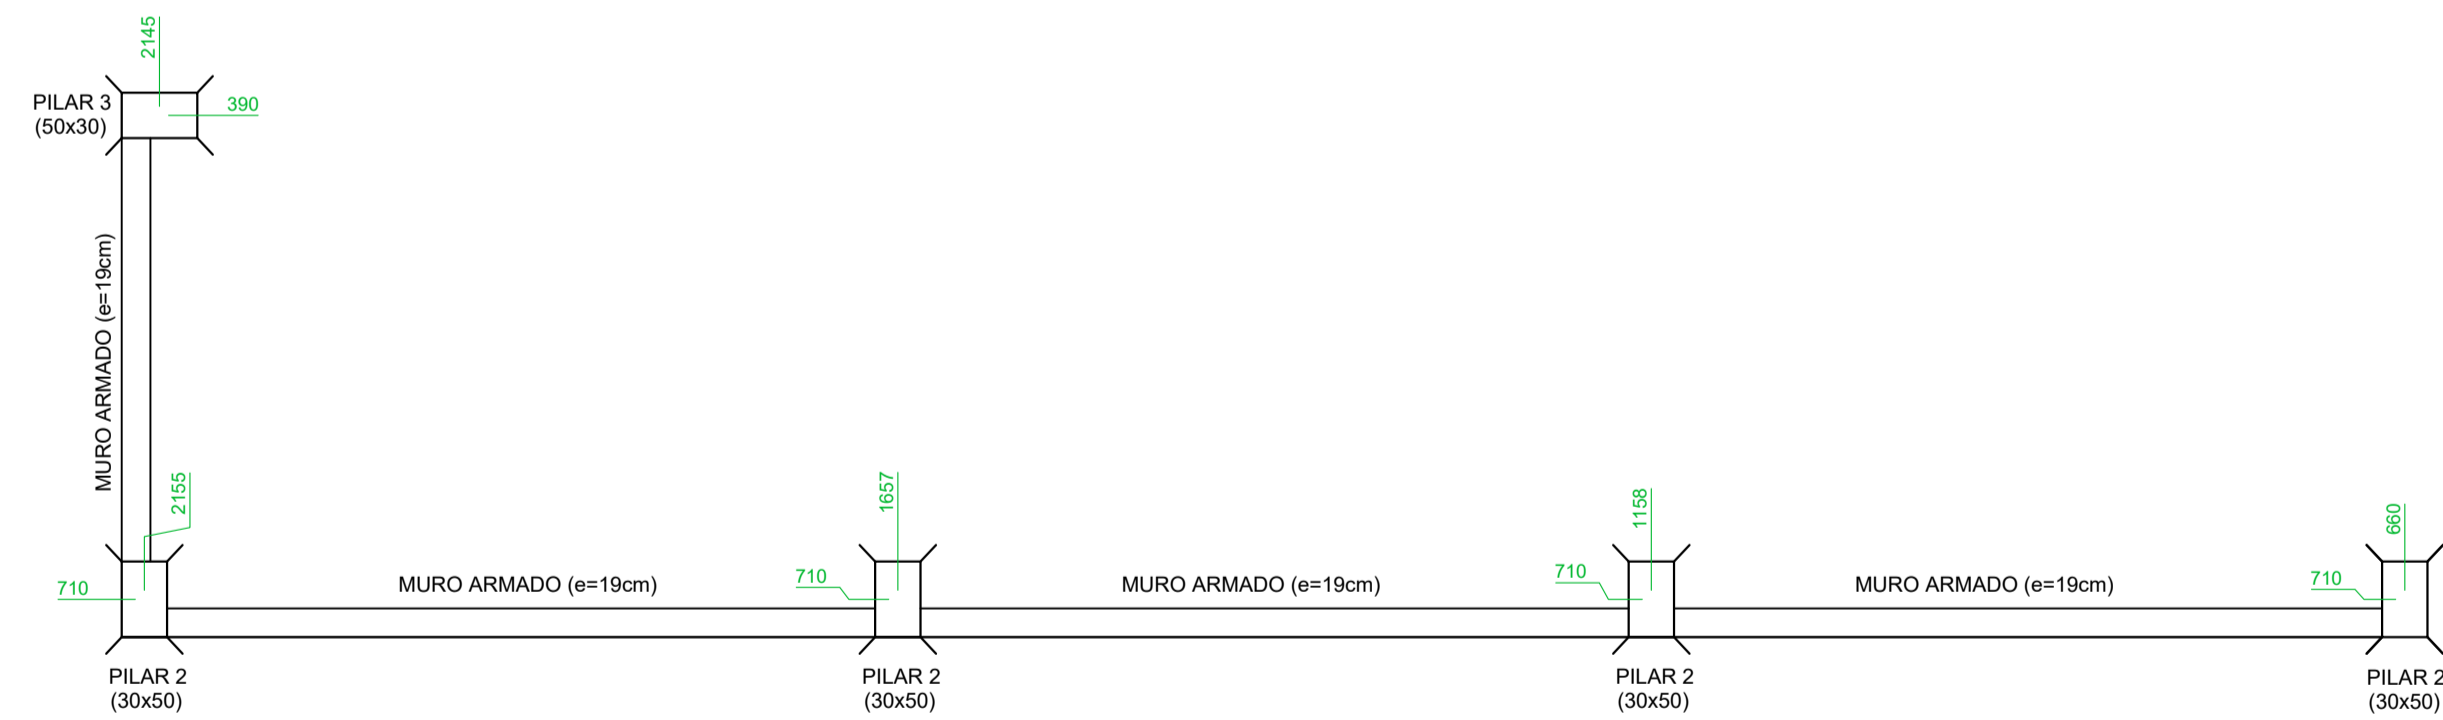 2145
PILAR 3
(50x30)
390
MURO ARMADO (e=19cm)
2155
1657
1158
660
710
MURO ARMADO (e=19cm)
710
MURO ARMADO (e=19cm)
710
MURO ARMADO (e=19cm)
710
PILAR 2
(30x50)
PILAR 2
(30x50)
PILAR 2
(30x50)
PILAR 2
(30x50)